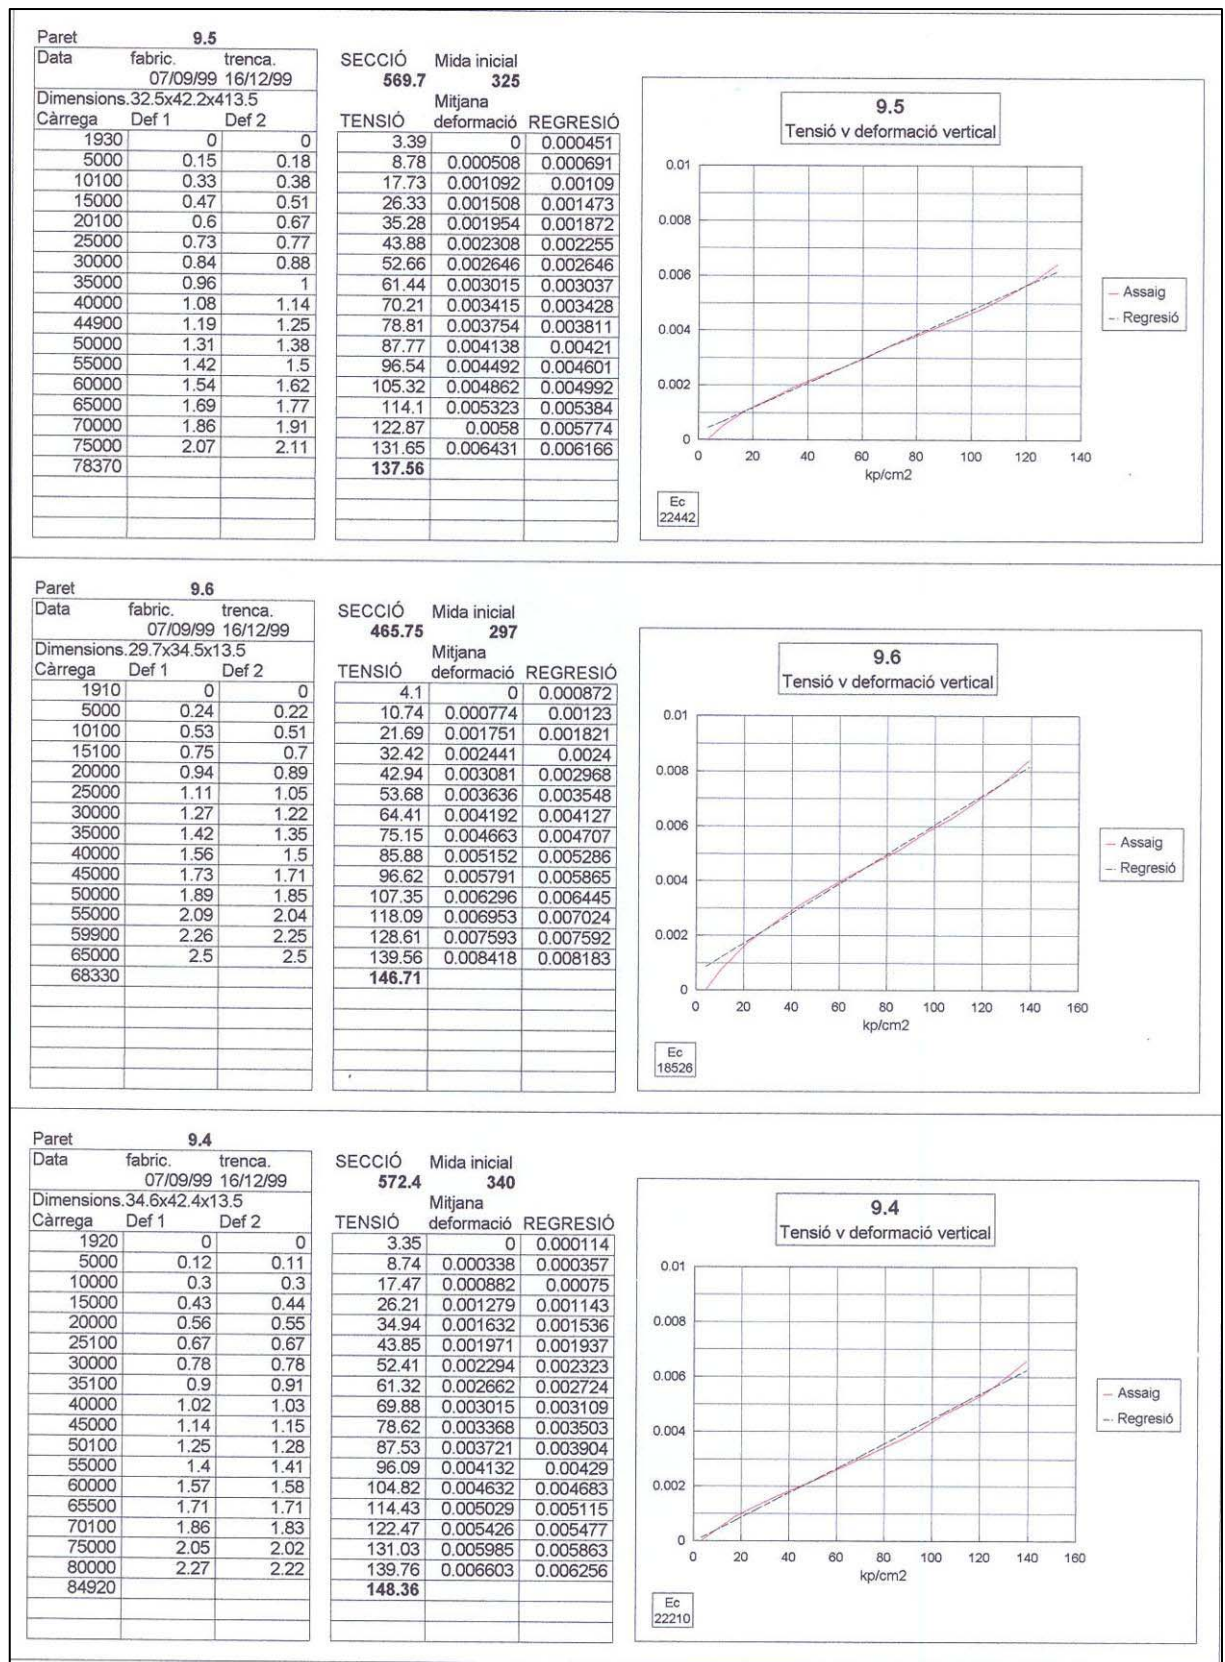 Paret 9.5
Data fabric. trenca. SECCIÓ Mida inicial
07/09/99 16/12/99 569.7 325
Dimensions.32.5x42.2x413.5 Mitjana
Càrrega Def 1 Def 2 TENSIÓ deformació REGRESIÓ
1930 0 0 3.39 0 0.000451
5000 0.15 0.18 8.78 0.000508 0.000691
10100 0.33 0.38 17.73 0.001092 0.00109
15000 0.47 0.51 26.33 0.001508 0.001473
20100 0.6 0.67 35.28 0.001954 0.001872
25000 0.73 0.77 43.88 0.002308 0.002255
30000 0.84 0.88 52.66 0.002646 0.002646
35000 0.96 1 61.44 0.003015 0.003037
40000 1.08 1.14 70.21 0.003415 0.003428
44900 1.19 1.25 78.81 0.003754 0.003811
50000 1.31 1.38 87.77 0.004138 0.00421
55000 1.42 1.5 96.54 0.004492 0.004601
60000 1.54 1.62 105.32 0.004862 0.004992
65000 1.69 1.77 114.1 0.005323 0.005384
70000 1.86 1.91 122.87 0.0058 0.005774
75000 2.07 2.11 131.65 0.006431 0.006166
78370 137.56
9.5
Tensió v deformació vertical
0.01
0.008
0.006
0.004
0.002
0
0 20 40 60 80 100 120 140
kp/cm2
Assaig
Regresió
Ec
22442
Paret 9.6
Data fabric. trenca. SECCIÓ Mida inicial
07/09/99 16/12/99 465.75 297
Dimensions.29.7x34.5x13.5 Mitjana
Càrrega Def 1 Def 2 TENSIÓ deformació REGRESIÓ
1910 0 0 4.1 0 0.000872
5000 0.24 0.22 10.74 0.000774 0.00123
10100 0.53 0.51 21.69 0.001751 0.001821
15100 0.75 0.7 32.42 0.002441 0.0024
20000 0.94 0.89 42.94 0.003081 0.002968
25000 1.11 1.05 53.68 0.003636 0.003548
30000 1.27 1.22 64.41 0.004192 0.004127
35000 1.42 1.35 75.15 0.004663 0.004707
40000 1.56 1.5 85.88 0.005152 0.005286
45000 1.73 1.71 96.62 0.005791 0.005865
50000 1.89 1.85 107.35 0.006296 0.006445
55000 2.09 2.04 118.09 0.006953 0.007024
59900 2.26 2.25 128.61 0.007593 0.007592
65000 2.5 2.5 139.56 0.008418 0.008183
68330 146.71
9.6
Tensió v deformació vertical
0.01
0.008
0.006
0.004
0.002
0
0 20 40 60 80 100 120 140 160
kp/cm2
Assaig
Regresió
Ec
18526
Paret 9.4
Data fabric. trenca. SECCIÓ Mida inicial
07/09/99 16/12/99 572.4 340
Dimensions.34.6x42.4x13.5 Mitjana
Càrrega Def 1 Def 2 TENSIÓ deformació REGRESIÓ
1920 0 0 3.35 0 0.000114
5000 0.12 0.11 8.74 0.000338 0.000357
10000 0.3 0.3 17.47 0.000882 0.00075
15000 0.43 0.44 26.21 0.001279 0.001143
20000 0.56 0.55 34.94 0.001632 0.001536
25100 0.67 0.67 43.85 0.001971 0.001937
30000 0.78 0.78 52.41 0.002294 0.002323
35100 0.9 0.91 61.32 0.002662 0.002724
40000 1.02 1.03 69.88 0.003015 0.003109
45000 1.14 1.15 78.62 0.003368 0.003503
50100 1.25 1.28 87.53 0.003721 0.003904
55000 1.4 1.41 96.09 0.004132 0.00429
60000 1.57 1.58 104.82 0.004632 0.004683
65500 1.71 1.71 114.43 0.005029 0.005115
70100 1.86 1.83 122.47 0.005426 0.005477
75000 2.05 2.02 131.03 0.005985 0.005863
80000 2.27 2.22 139.76 0.006603 0.006256
84920 148.36
9.4
Tensió v deformació vertical
0.01
0.008
0.006
0.004
0.002
0
0 20 40 60 80 100 120 140 160
kp/cm2
Assaig
Regresió
Ec
22210